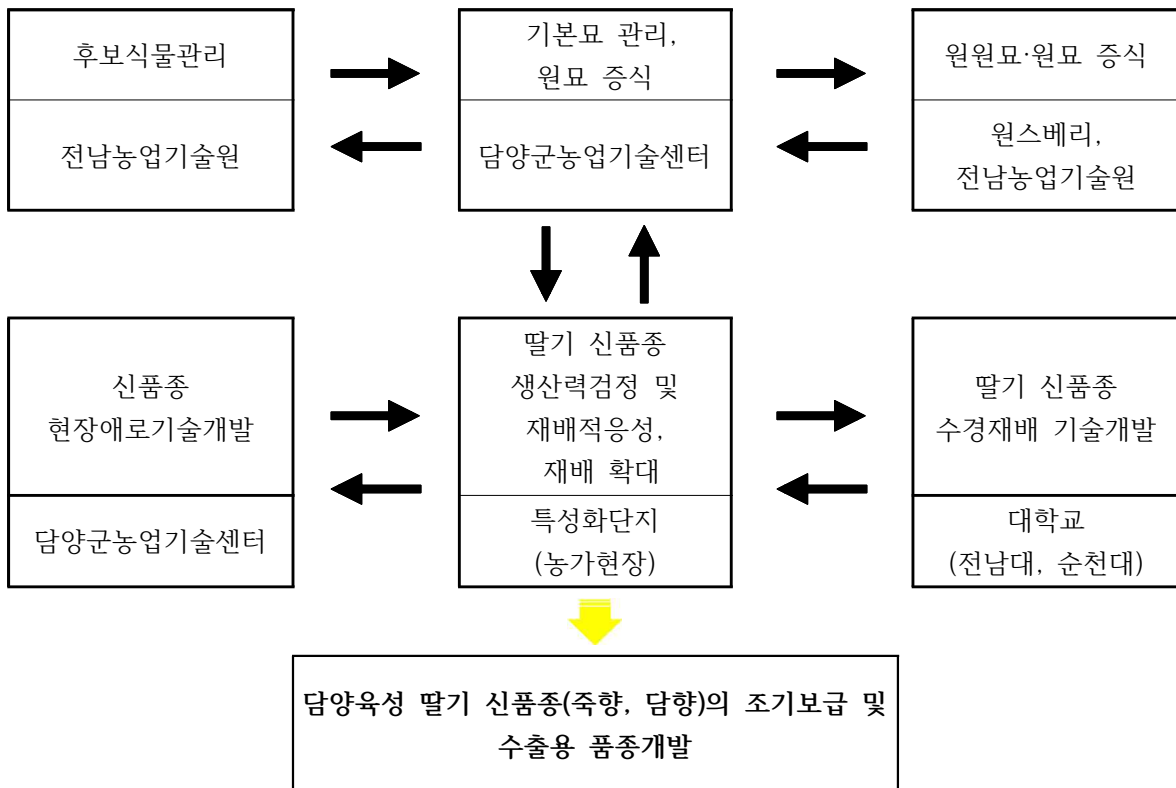 후보식물관리
전남농업기술원
기본묘 관리,
원묘 증식
담양군농업기술센터
원원묘·원묘 증식
원스베리,
전남농업기술원
신품종
현장애로기술개발
담양군농업기술센터
딸기 신품종
생산력검정 및
재배적응성,
재배 확대
특성화단지
(농가현장)
딸기 신품종
수경재배 기술개발
대학교
(전남대, 순천대)
담양육성 딸기 신품종(죽향, 담향)의 조기보급 및
수출용 품종개발